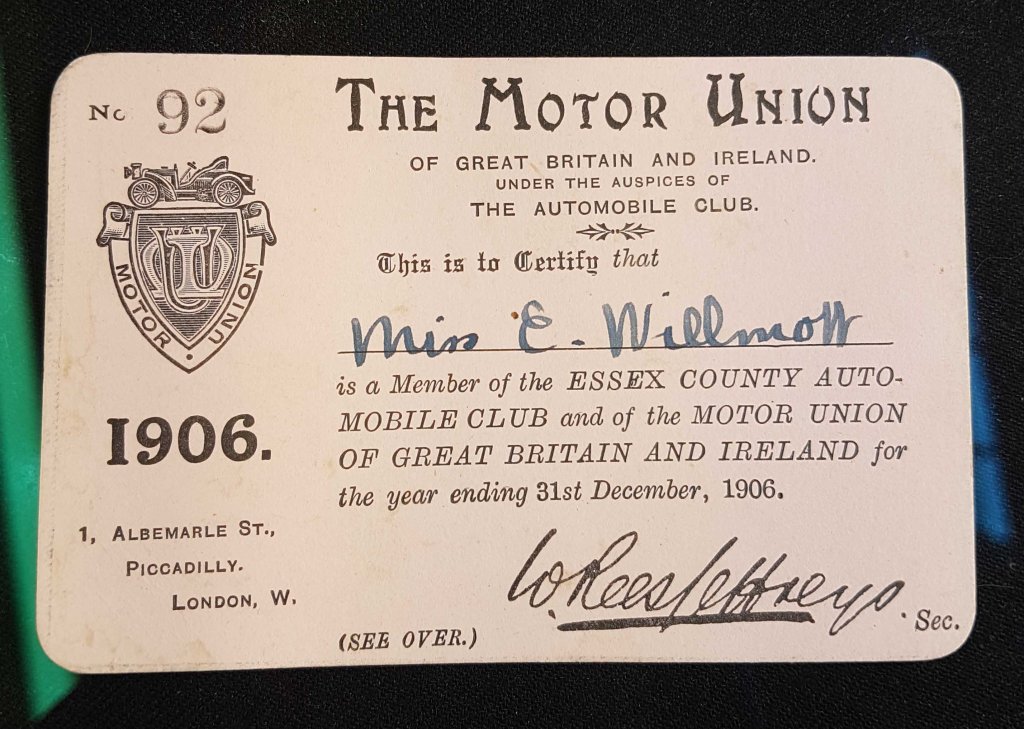 No 92
THE MOTOR UNION
OF GREAT BRITAIN AND IRELAND.
UNDER THE AUSPICES OF
THE AUTOMOBILE CLUB.
MOTOR · UNION
MU
This is to Certify that
Miss E. Willmott
is a Member of the ESSEX COUNTY AUTO-
MOBILE CLUB and of the MOTOR UNION
OF GREAT BRITAIN AND IRELAND for
the year ending 31st December, 1906.
1906.
1, ALBEMARLE ST.,
PICCADILLY.
LONDON, W.
W Rees Jeffreys. Sec.
(SEE OVER.)